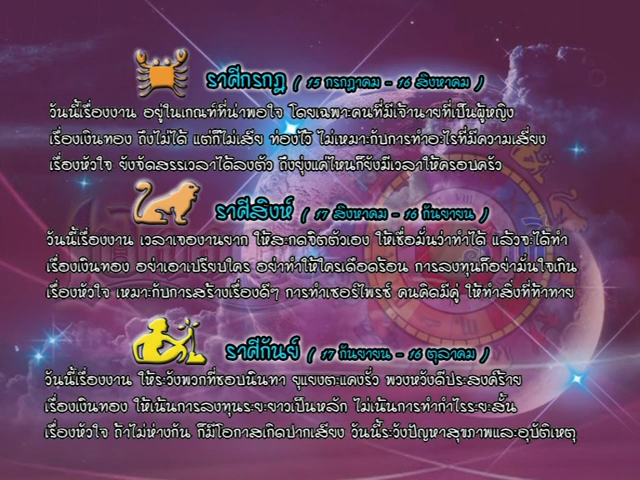 ราศีกรกฎ ( 15 กรกฎาคม - 16 สิงหาคม )
วันนี้เรื่องงาน อยู่ในเกณฑ์ที่น่าพอใจ โดยเฉพาะคนที่มีเจ้านายที่เป็นผู้หญิง
เรื่องเงินทอง ถึงไม่ได้ แต่ก็ไม่เสีย ท่องไว้ ไม่เหมาะกับการทำอะไรที่มีความเสี่ยง
เรื่องหัวใจ ยังจัดสรรเวลาได้ลงตัว ถึงยุ่งแค่ไหนก็ยังมีเวลาให้ครอบครัว
ราศีสิงห์ ( 17 สิงหาคม - 16 กันยายน )
วันนี้เรื่องงาน เวลาเจองานยาก ให้สะกดจิตตัวเอง ให้เชื่อมั่นว่าทำได้ แล้วจะได้ทำ
เรื่องเงินทอง อย่าเอาเปรียบใคร อย่าทำให้ใครเดือดร้อน การลงทุนก็อย่ามั่นใจเกิน
เรื่องหัวใจ เหมาะกับการสร้างเรื่องดีๆ การทำเซอร์ไพรซ์ คนคิดมีคู่ ให้ทำสิ่งที่ท้าทาย
ราศีกันย์ ( 17 กันยายน - 16 ตุลาคม )
วันนี้เรื่องงาน ให้ระวังพวกที่ชอบนินทา ยุแยงตะแคงรั่ว พวงหวังดีประสงค์ร้าย
เรื่องเงินทอง ให้เน้นการลงทุนระยะยาวเป็นหลัก ไม่เน้นการทำกำไรระยะสั้น
เรื่องหัวใจ ถ้าไม่ห่างกัน ก็มีโอกาสเกิดปากเสียง วันนี้ระวังปัญหาสุขภาพและอุบัติเหตุ